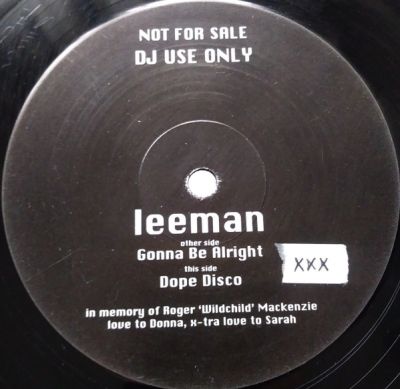 NOT FOR SALE
DJ USE ONLY
leeman
other side
Gonna Be Alright
this side
Dope Disco
XXX
in memory of Roger 'Wildchild' Mackenzie
love to Donna, x-tra love to Sarah